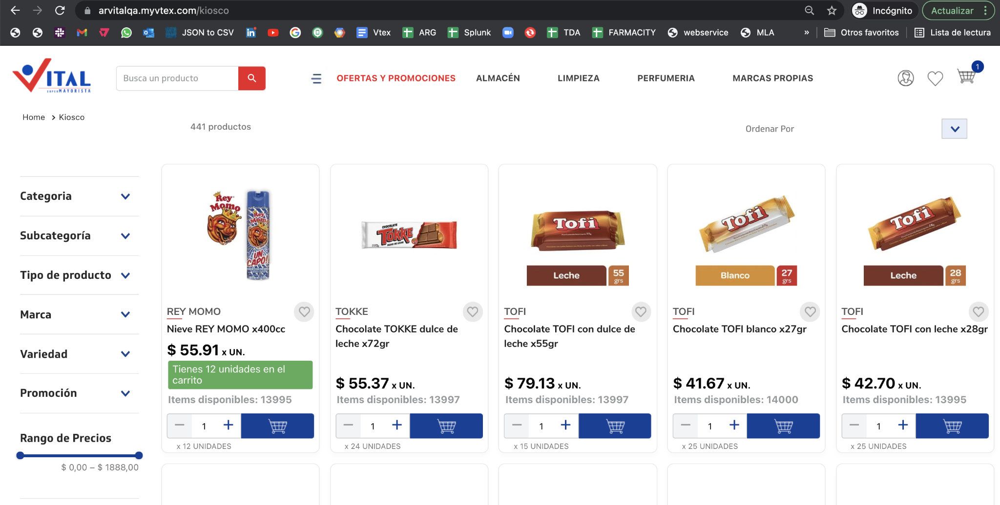 arvitalqa.myvtex.com/kiosco
Incógnito
Actualizar
JSON to CSV
Vtex
ARG
Splunk
TDA
FARMACITY
webservice
MLA
»
Otros favoritos
Lista de lectura
VITAL
SUPERMAYORISTA
Busca un producto
OFERTAS Y PROMOCIONES
ALMACÉN
LIMPIEZA
PERFUMERIA
MARCAS PROPIAS
1
Home > Kiosco
441 productos
Ordenar Por
Categoria
Subcategoría
Tipo de producto
Marca
Variedad
Promoción
Rango de Precios
$ 0,00 – $ 1888,00
Rey
Momo
Rey
Momo
UN
CAPO!
REY MOMO
Nieve REY MOMO x400cc
$ 55.91 x UN.
Tienes 12 unidades en el
carrito
Items disponibles: 13995
1
x 12 UNIDADES
CHOCOLATE
TOKKE
DULCE DE LECHE
TOKKE
Chocolate TOKKE dulce de
leche x72gr
$ 55.37 x UN.
Items disponibles: 13997
1
x 24 UNIDADES
Tofi
Leche
55
grs
TOFI
Chocolate TOFI con dulce de
leche x55gr
$ 79.13 x UN.
Items disponibles: 13997
1
x 15 UNIDADES
Tofi
Blanco
27
grs
TOFI
Chocolate TOFI blanco x27gr
$ 41.67 x UN.
Items disponibles: 14000
1
x 25 UNIDADES
Tofi
Leche
28
grs
TOFI
Chocolate TOFI con leche x28gr
$ 42.70 x UN.
Items disponibles: 13995
1
x 25 UNIDADES